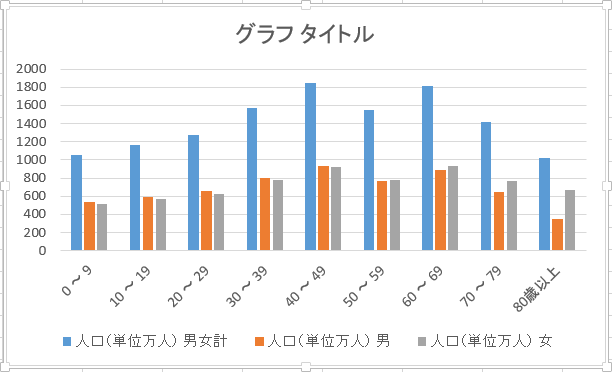 グラフ タイトル
2000
1800
1600
1400
1200
1000
800
600
400
200
0
0 ～ 9
10 ～ 19
20 ～ 29
30 ～ 39
40 ～ 49
50 ～ 59
60 ～ 69
70 ～ 79
80歳以上
人口（単位万人） 男女計
人口（単位万人） 男
人口（単位万人） 女